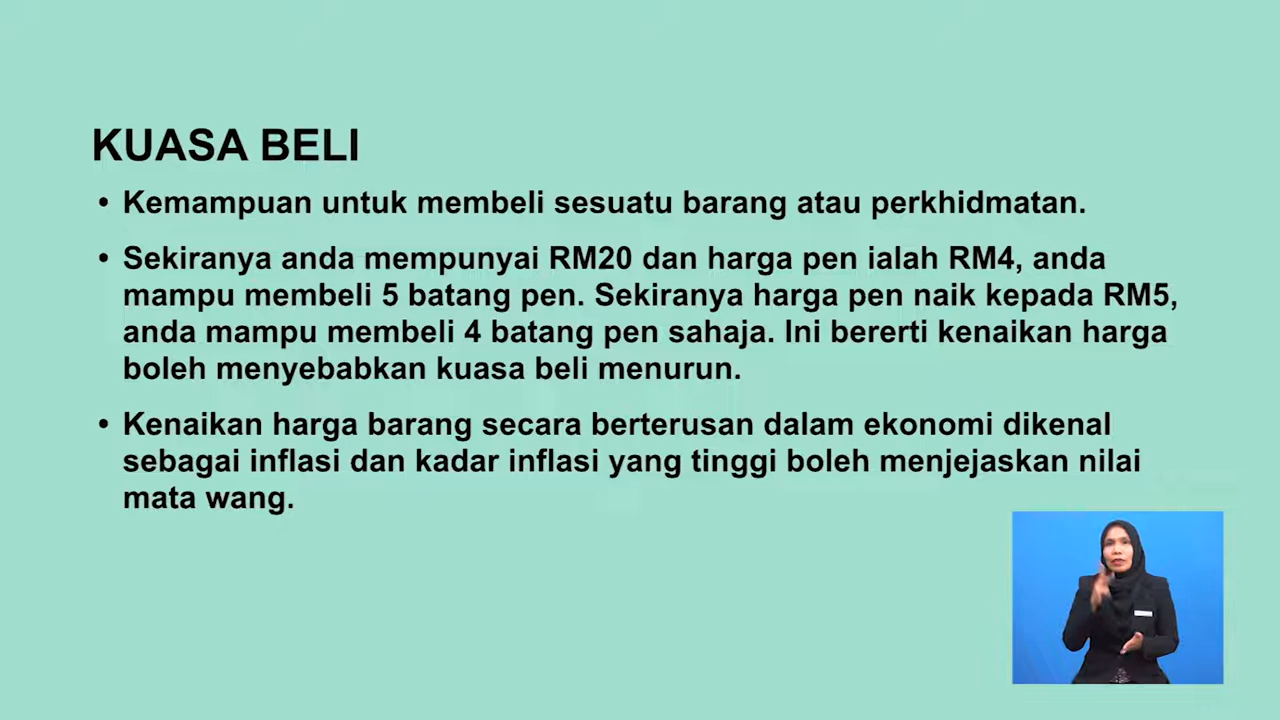 KUASA BELI
• Kemampuan untuk membeli sesuatu barang atau perkhidmatan.
• Sekiranya anda mempunyai RM20 dan harga pen ialah RM4, anda
mampu membeli 5 batang pen. Sekiranya harga pen naik kepada RM5,
anda mampu membeli 4 batang pen sahaja. Ini bererti kenaikan harga
boleh menyebabkan kuasa beli menurun.
• Kenaikan harga barang secara berterusan dalam ekonomi dikenal
sebagai inflasi dan kadar inflasi yang tinggi boleh menjejaskan nilai
mata wang.